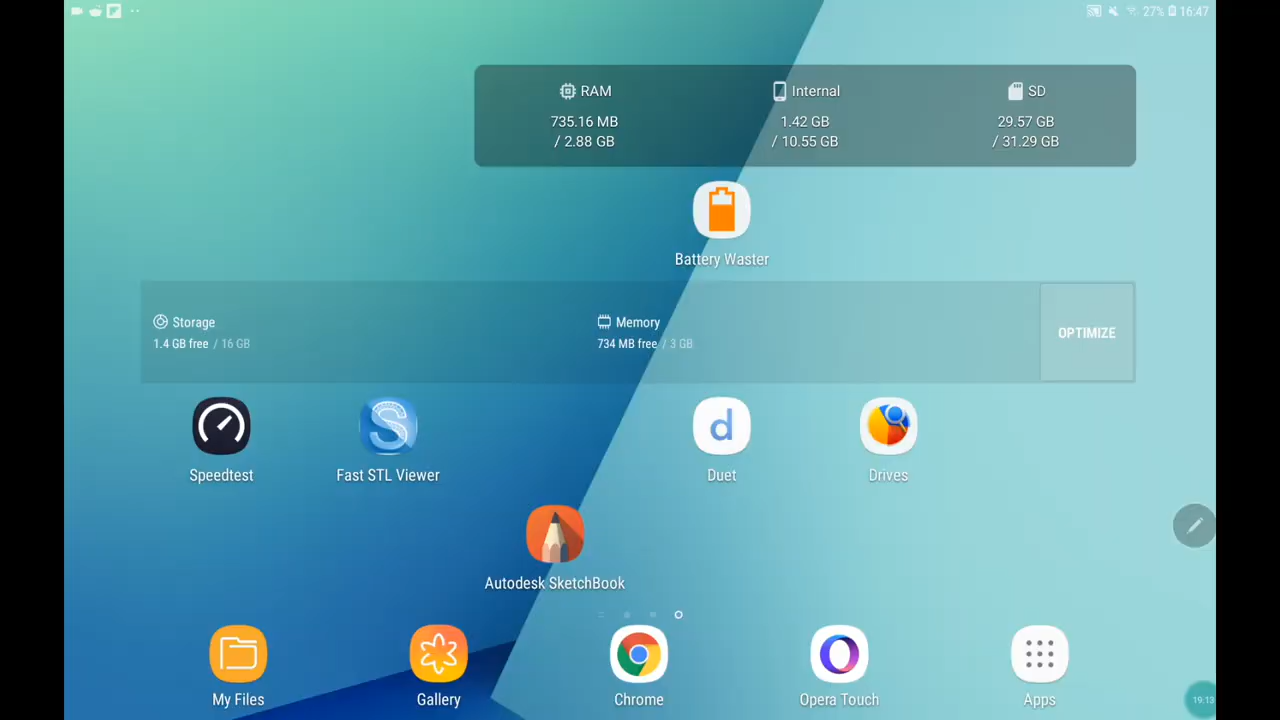 27% 16:47
RAM Internal SD
735.16 MB 1.42 GB 29.57 GB
/ 2.88 GB / 10.55 GB / 31.29 GB
Battery Waster
Storage Memory
1.4 GB free / 16 GB 734 MB free / 3 GB
OPTIMIZE
S d
Speedtest Fast STL Viewer Duet Drives
Autodesk SketchBook
My Files Gallery Chrome Opera Touch Apps
19:13